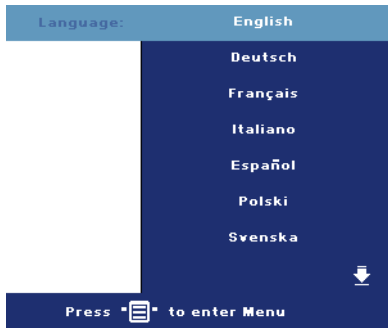 Language: English
Deutsch
Français
Italiano
Español
Polski
Svenska
Press "" to enter Menu